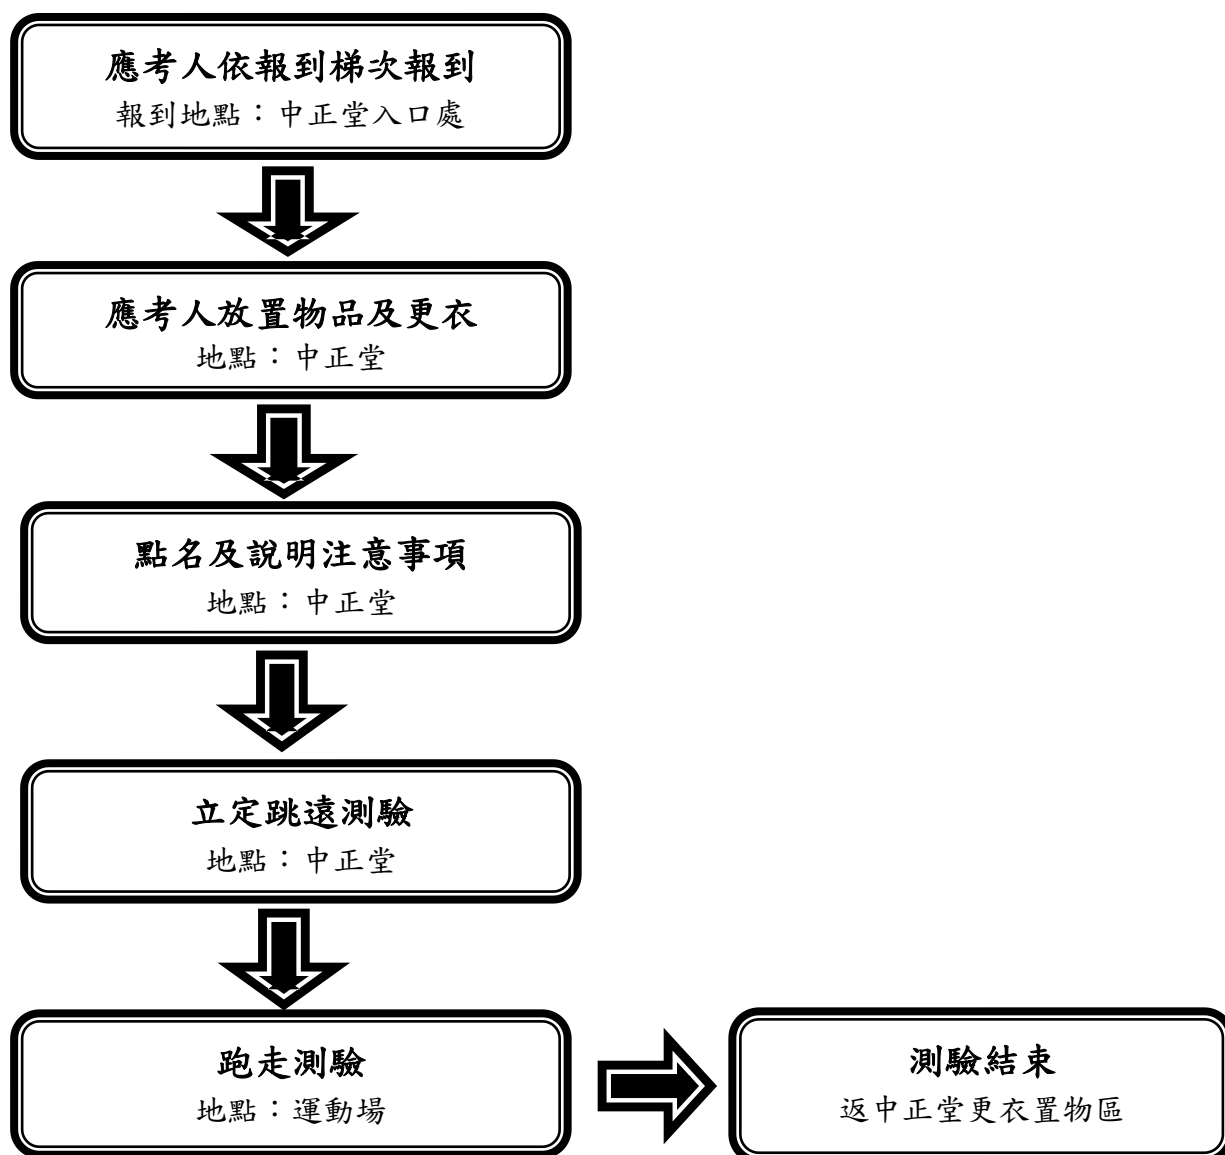 應考人依報到梯次報到
報到地點：中正堂入口處
應考人放置物品及更衣
地點：中正堂
點名及說明注意事項
地點：中正堂
立定跳遠測驗
地點：中正堂
跑走測驗
地點：運動場
測驗結束
返中正堂更衣置物區